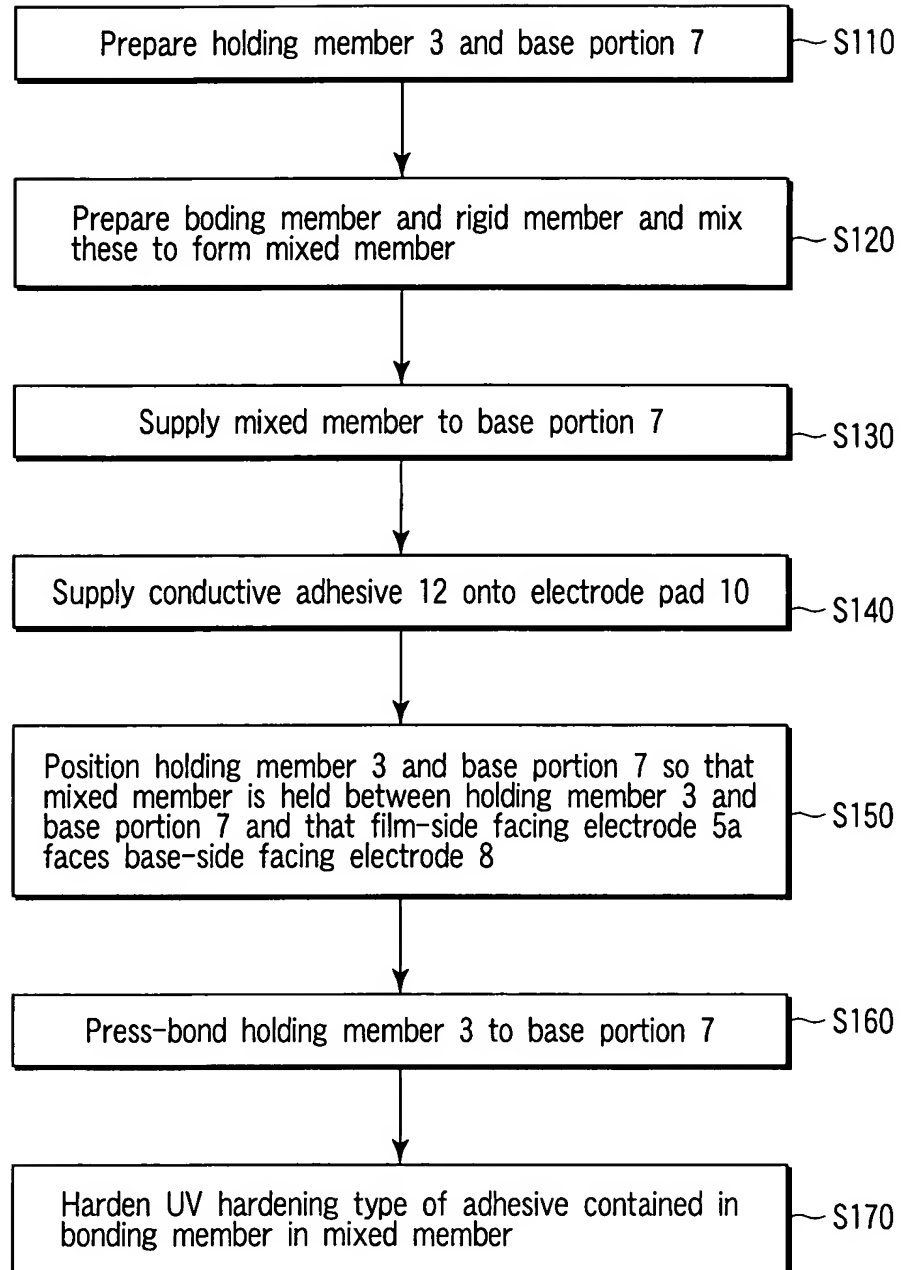 Prepare holding member 3 and base portion 7
S110
Prepare boding member and rigid member and mix
these to form mixed member
S120
Supply mixed member to base portion 7
S130
Supply conductive adhesive 12 onto electrode pad 10
S140
Position holding member 3 and base portion 7 so that
mixed member is held between holding member 3 and
base portion 7 and that film-side facing electrode 5a
faces base-side facing electrode 8
S150
Press-bond holding member 3 to base portion 7
S160
Harden UV hardening type of adhesive contained in
bonding member in mixed member
S170